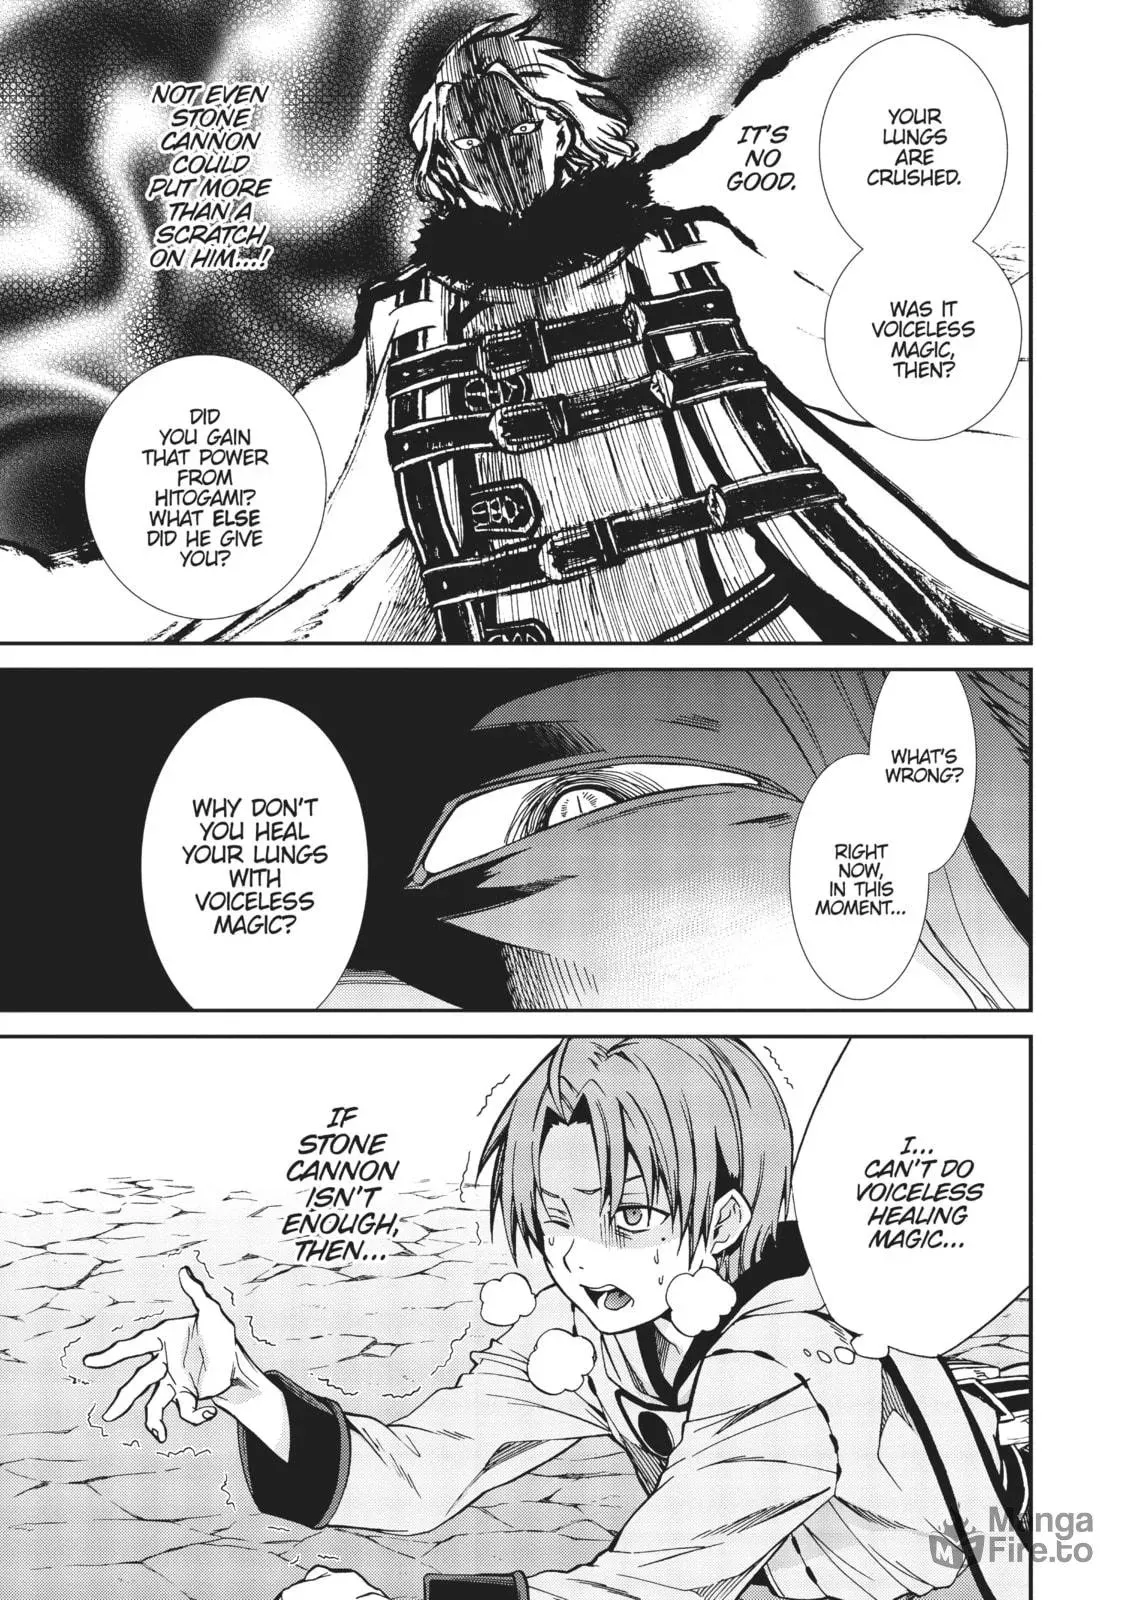 YOUR
LUNGS ARE
CRUSHED.
WAS IT
VOICELESS
MAGIC,
THEN?
IT'S
NO
GOOD.
NOT EVEN
STONE
CANNON
COULD
PUT MORE
THAN A
SCRATCH
ON HIM...!
DID
YOU GAIN
THAT POWER
FROM
HITOGAMI?
WHAT ELSE
DID HE GIVE
YOU?
WHAT'S
WRONG?
RIGHT
NOW,
IN THIS
MOMENT...
WHY DON'T
YOU HEAL
YOUR LUNGS
WITH
VOICELESS
MAGIC?
I...
CAN'T DO
VOICELESS
HEALING
MAGIC...
IF
STONE
CANNON
ISN'T
ENOUGH,
THEN...
Manga
Fire.to